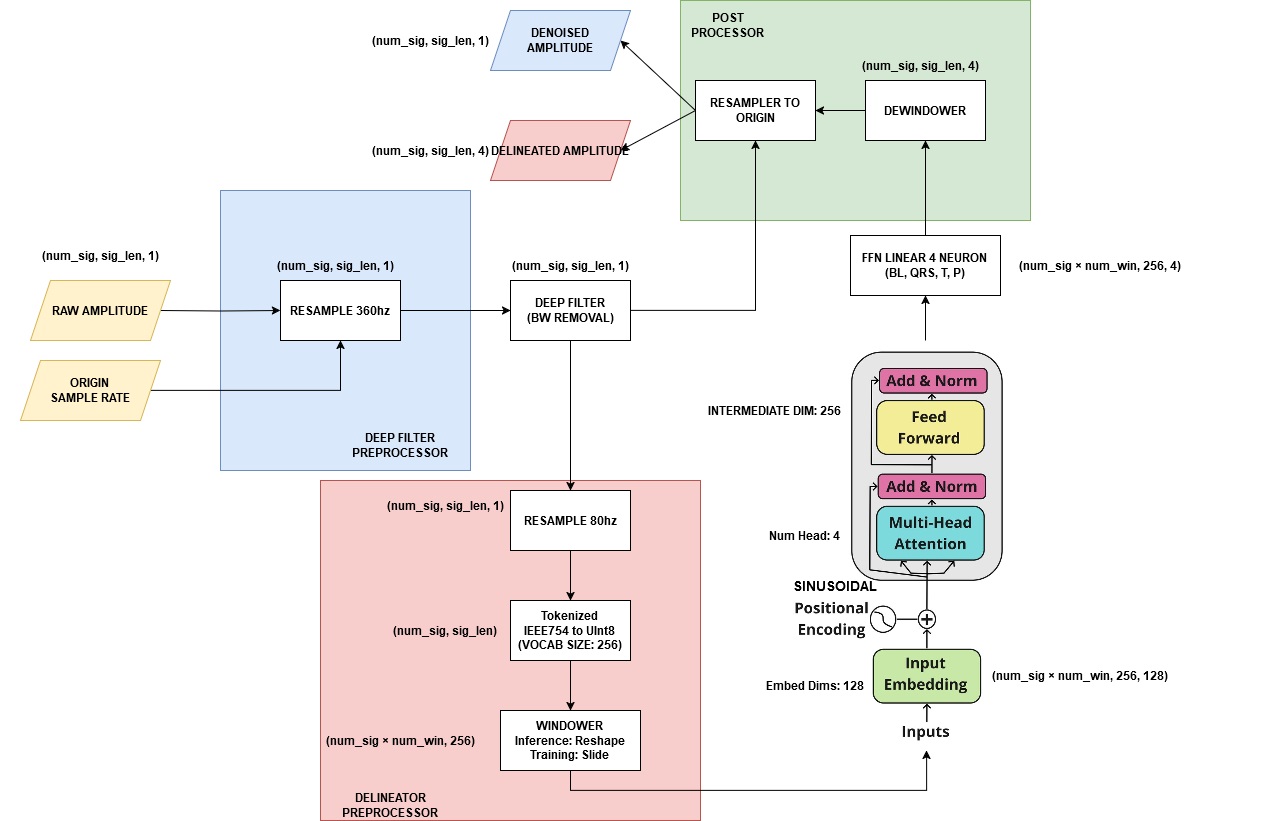 POST
PROCESSOR
(num_sig, sig_len, 1)
DENOISED
AMPLITUDE
(num_sig, sig_len, 4)
RESAMPLER TO
ORIGIN
DEWINDOWER
(num_sig, sig_len, 4)
DELINEATED AMPLITUDE
(num_sig, sig_len, 1)
RAW AMPLITUDE
ORIGIN
SAMPLE RATE
(num_sig, sig_len, 1)
RESAMPLE 360hz
DEEP FILTER
PREPROCESSOR
(num_sig, sig_len, 1)
DEEP FILTER
(BW REMOVAL)
FFN LINEAR 4 NEURON
(BL, QRS, T, P)
(num_sig × num_win, 256, 4)
(num_sig, sig_len, 1)
RESAMPLE 80hz
(num_sig, sig_len)
Tokenized
IEEE754 to UInt8
(VOCAB SIZE: 256)
(num_sig × num_win, 256)
WINDOWER
Inference: Reshape
Training: Slide
DELINEATOR
PREPROCESSOR
Add & Norm
INTERMEDIATE DIM: 256
Feed
Forward
Add & Norm
Num Head: 4
Multi-Head
Attention
SINUSOIDAL
Positional
Encoding
Embed Dims: 128
Input
Embedding
(num_sig × num_win, 256, 128)
Inputs